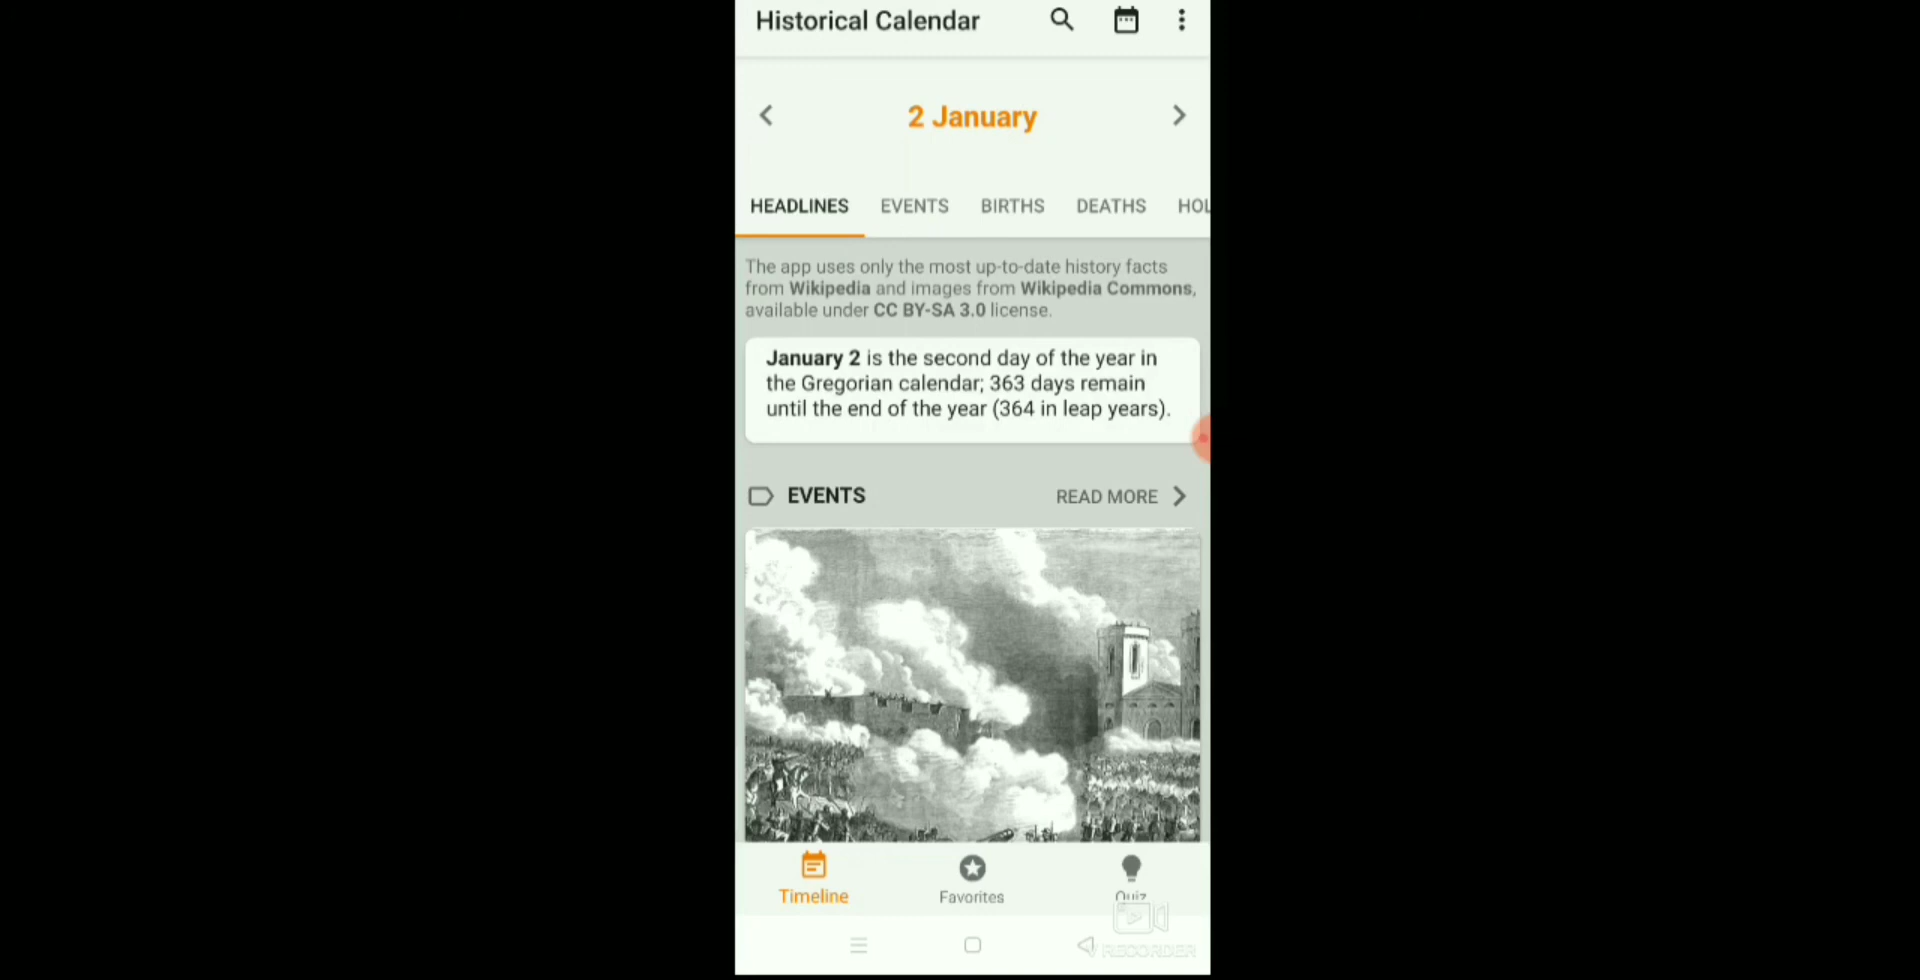 Historical Calendar
2 January
HEADLINES EVENTS BIRTHS DEATHS HOL
The app uses only the most up-to-date history facts
from Wikipedia and images from Wikipedia Commons,
available under CC BY-SA 3.0 license.
January 2 is the second day of the year in
the Gregorian calendar; 363 days remain
until the end of the year (364 in leap years).
EVENTS READ MORE
Timeline Favorites Quiz
RECORDER